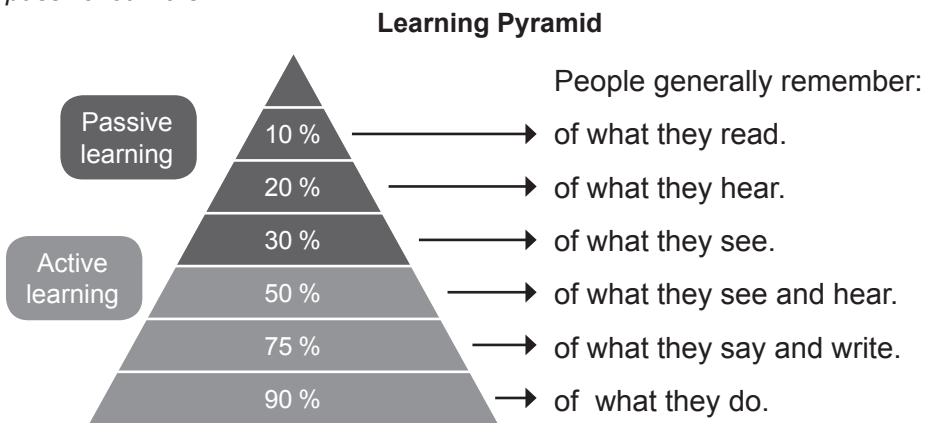 Learning Pyramid
People generally remember:
Passive
learning
10 %
of what they read.
20 %
of what they hear.
30 %
of what they see.
Active
learning
50 %
of what they see and hear.
75 %
of what they say and write.
90 %
of what they do.